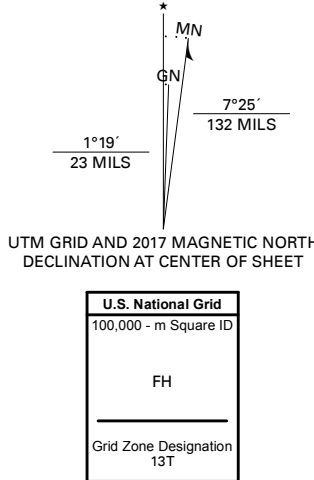 ★
MN
GN
7°25´
132 MILS
1°19´
23 MILS
UTM GRID AND 2017 MAGNETIC NORTH
DECLINATION AT CENTER OF SHEET
U.S. National Grid
100,000 - m Square ID
FH
Grid Zone Designation
13T